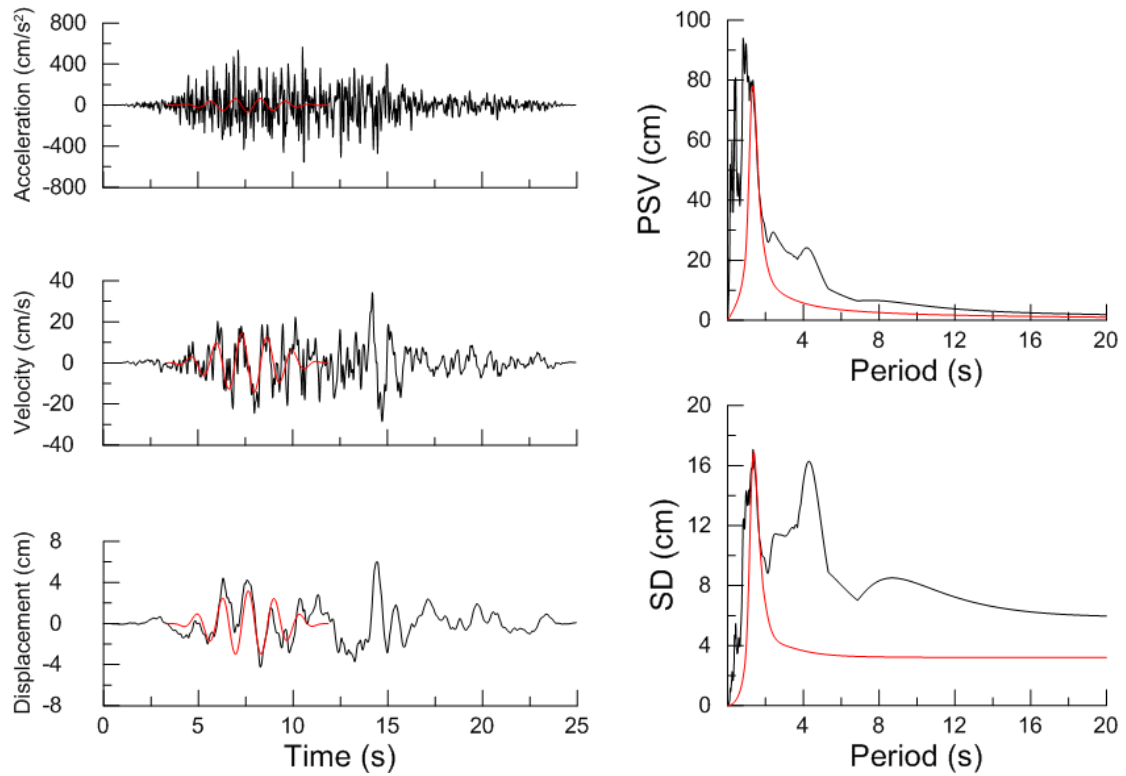 Acceleration (cm/s²)
800
400
0
-400
-800
Velocity (cm/s)
40
20
0
-20
-40
Displacement (cm)
8
4
0
-4
-8
0 5 10 15 20 25
Time (s)
PSV (cm)
100
80
60
40
20
0
4 8 12 16 20
Period (s)
SD (cm)
20
16
12
8
4
0
4 8 12 16 20
Period (s)